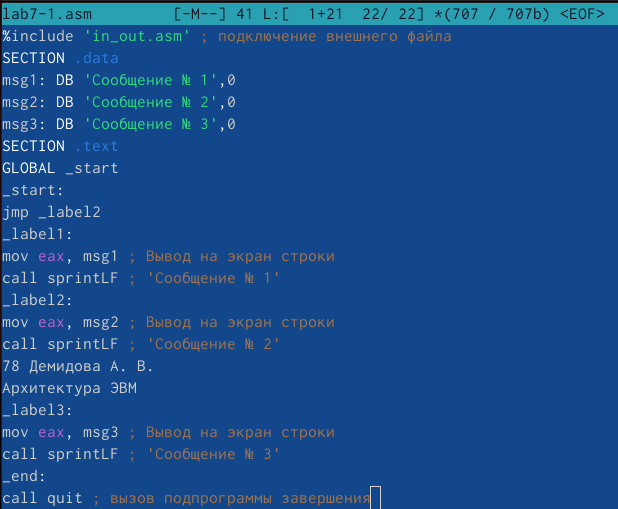 lab7-1.asm [-M--] 41 L:[ 1+21 22/ 22] *(707 / 707b) <EOF>
%include 'in_out.asm' ; подключение внешнего файла
SECTION .data
msg1: DB 'Сообщение № 1',0
msg2: DB 'Сообщение № 2',0
msg3: DB 'Сообщение № 3',0
SECTION .text
GLOBAL _start
_start:
jmp _label2
_label1:
mov eax, msg1 ; Вывод на экран строки
call sprintLF ; 'Сообщение № 1'
_label2:
mov eax, msg2 ; Вывод на экран строки
call sprintLF ; 'Сообщение № 2'
78 Демидова А. В.
Архитектура ЭВМ
_label3:
mov eax, msg3 ; Вывод на экран строки
call sprintLF ; 'Сообщение № 3'
_end:
call quit ; вызов подпрограммы завершения